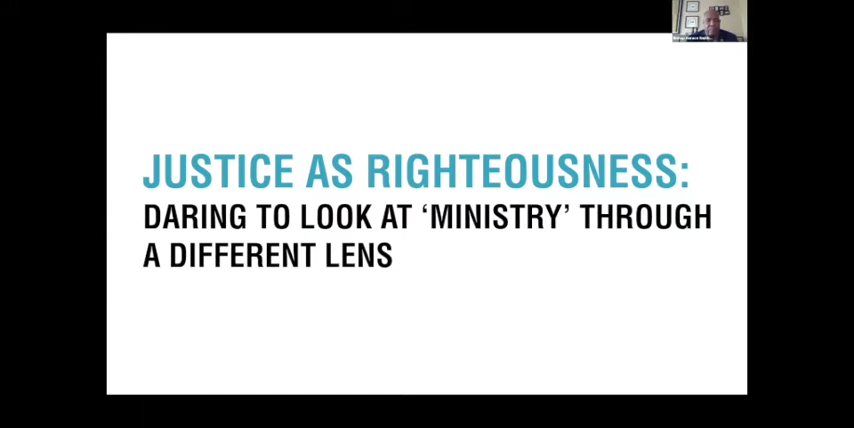 JUSTICE AS RIGHTEOUSNESS:
DARING TO LOOK AT ‘MINISTRY’ THROUGH
A DIFFERENT LENS